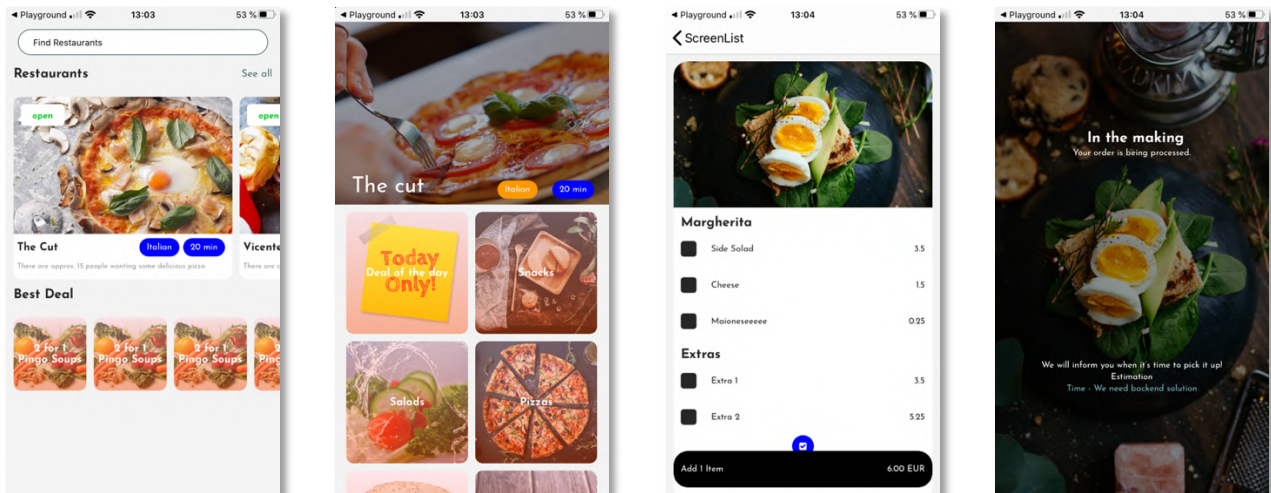 ◀ Playground 13:03 53 %
Find Restaurants
Restaurants See all
open open
The Cut Italian 20 min Vicente
There are approx. 15 people wanting some delicious pizza There are
Best Deal
2 for 1 2 for 1 2 for 1
Pingo Soups Pingo Soups Pingo Soups Ping
◀ Playground 13:03 53 %
The cut Italian 20 min
Today
Deal of the day
Only!
Snacks
Salads Pizzas
◀ Playground 13:04 53 %
ScreenList
Margherita
Side Salad 3.5
Cheese 1.5
Maioneseeeee 0.25
Extras
Extra 1 3.5
Extra 2 5.25
Add 1 Item 6.00 EUR
◀ Playground 13:04 53 %
In the making
Your order is being processed.
We will inform you when it's time to pick it up!
Estimation
Time - We need backend solution